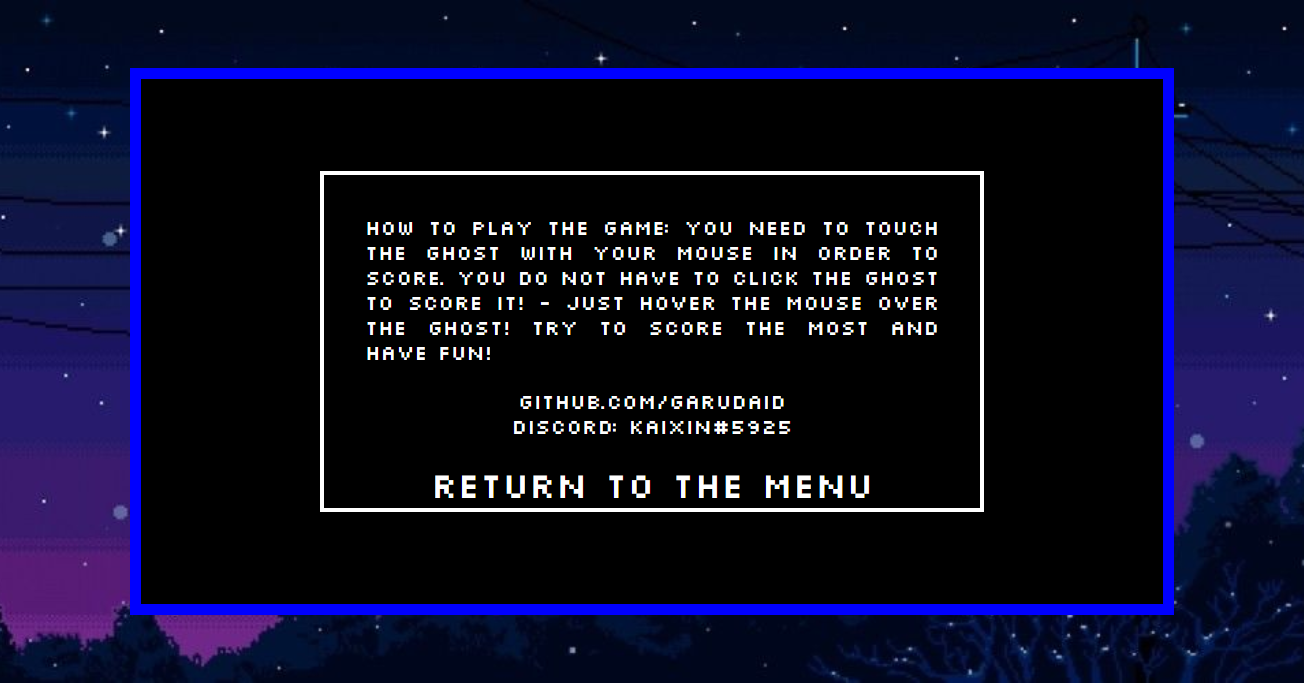 HOW TO PLAY THE GAME: YOU NEED TO TOUCH
THE GHOST WITH YOUR MOUSE IN ORDER TO
SCORE. YOU DO NOT HAVE TO CLICK THE GHOST
TO SCORE IT! - JUST HOVER THE MOUSE OVER
THE GHOST! TRY TO SCORE THE MOST AND
HAVE FUN!
GITHUB.COM/GARUDAID
DISCORD: KAIXIN#5925
RETURN TO THE MENU